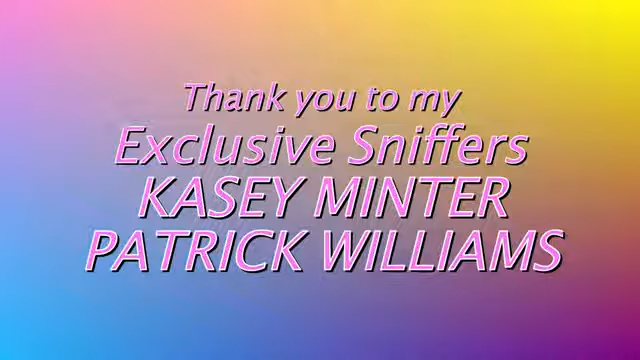 Thank you to my
Exclusive Sniffers
KASEY MINTER
PATRICK WILLIAMS